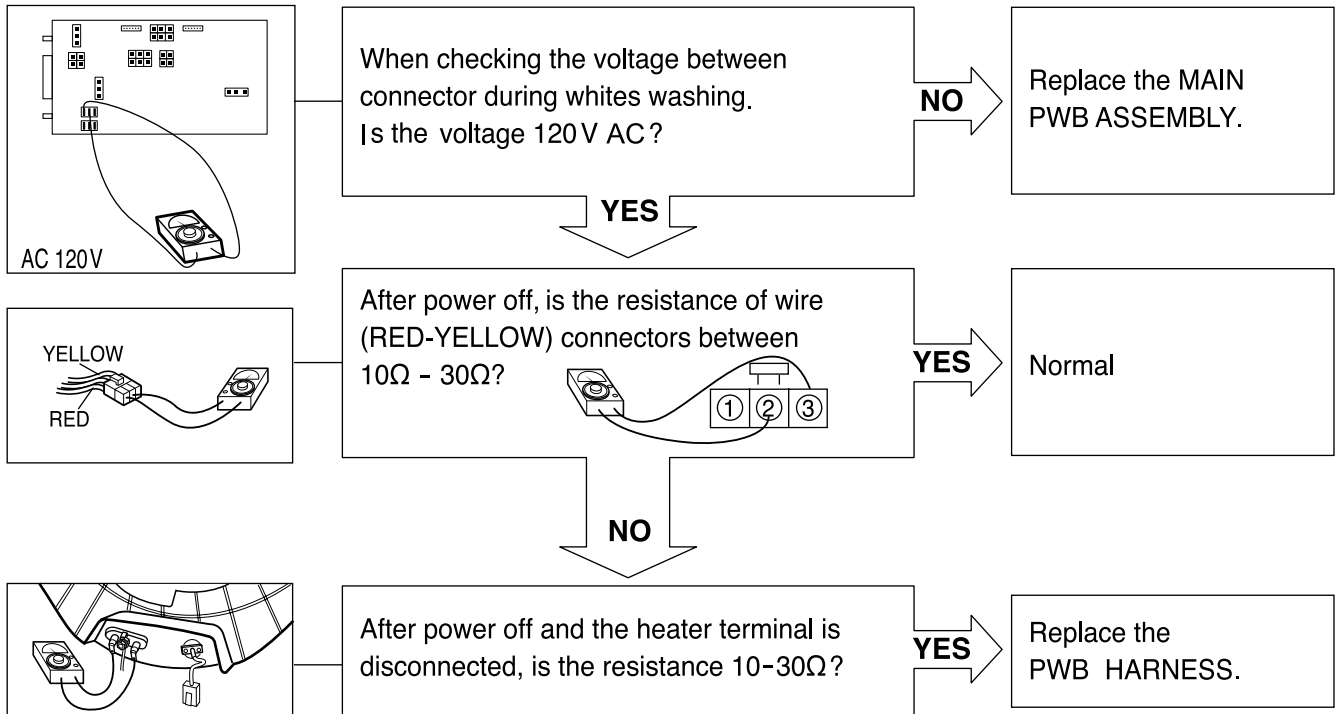 AC 120V
When checking the voltage between
connector during whites washing.
Is the voltage 120V AC?
NO
Replace the MAIN
PWB ASSEMBLY.
YES
YELLOW
RED
After power off, is the resistance of wire
(RED-YELLOW) connectors between
10Ω - 30Ω?
① ② ③
YES
Normal
NO
After power off and the heater terminal is
disconnected, is the resistance 10-30Ω?
YES
Replace the
PWB HARNESS.